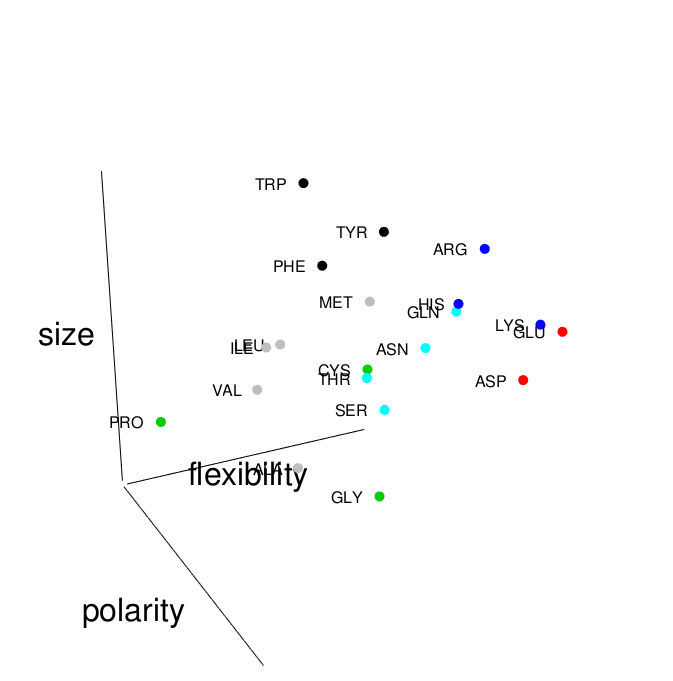 TRP
TYR
ARG
PHE
MET
HIS
GLN
LYS
GLU
size
LEU
ILE
ASN
CYS
THR
ASP
VAL
SER
PRO
ALA
flexibility
GLY
polarity